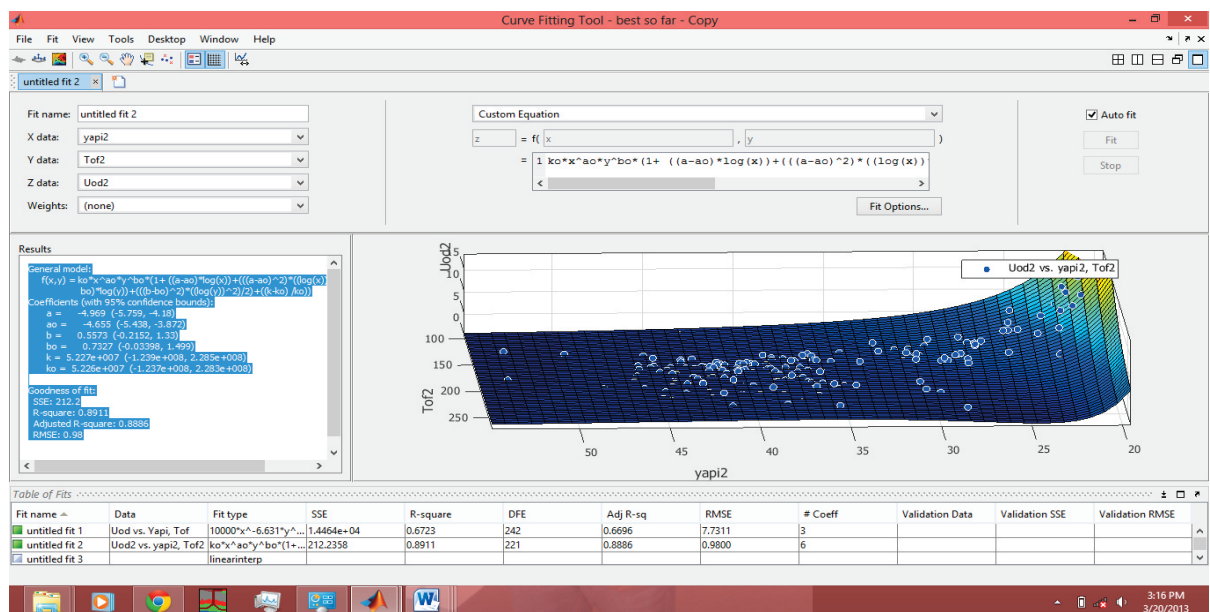 Curve Fitting Tool - best so far - Copy
File Fit View Tools Desktop Window Help
untitled fit 2
Fit name: untitled fit 2
X data: yapi2
Y data: Tof2
Z data: Uod2
Weights: (none)
Custom Equation
z = f( x , y )
= 1 ko*x^ao*y^bo*(1+ ((a-ao)*log(x))+(((a-ao)^2)*((log(x))
Fit Options...
Auto fit
Fit
Stop
Results
General model:
f(x,y) = ko*x^ao*y^bo*(1+ ((a-ao)*log(x))+(((a-ao)^2)*((log(x))
bo)*log(y))+(((b-bo)^2)*((log(y))^2)/2)+((k-ko) /ko))
Coefficients (with 95% confidence bounds):
a = -4.969 (-5.759, -4.18)
ao = -4.655 (-5.438, -3.872)
b = 0.5573 (-0.2152, 1.33)
bo = 0.7327 (-0.03398, 1.499)
k = 5.227e+007 (-1.239e+008, 2.285e+008)
ko = 5.226e+007 (-1.237e+008, 2.283e+008)
Goodness of fit:
SSE: 212.2
R-square: 0.8911
Adjusted R-square: 0.8886
RMSE: 0.98
Uod2
15
10
5
0
100
150
200
250
Tof2
50 45 40 35 30 25 20
yapi2
Uod2 vs. yapi2, Tof2
Table of Fits
Fit name Data Fit type SSE R-square DFE Adj R-sq RMSE # Coeff Validation Data Validation SSE Validation RMSE
untitled fit 1 Uod vs. Yapi, Tof 10000*x^-6.631*y^... 1.4464e+04 0.6723 242 0.6696 7.7311 3
untitled fit 2 Uod2 vs. yapi2, Tof2 ko*x^ao*y^bo*(1+... 212.2358 0.8911 221 0.8886 0.9800 6
untitled fit 3 linearinterp
3:16 PM
3/20/2013